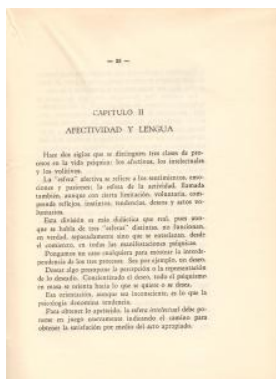 CAPITULO II
AFECTIVIDAD Y LENGUA
Hace dos siglos que se distinguen tres clases de pro-
cesos en la vida psíquica: los afectivos, los intelectuales
y los volitivos.
La "esfera" afectiva se refiere a los sentimientos, emo-
ciones y pasiones; la esfera de la actividad, llamada
también, aunque con cierta limitación, voluntaria, com-
prende reflejos, instintos, tendencias, deseos y actos vo-
luntarios.
Esta división es más didáctica que real, pues aun-
que se habla de tres "esferas" distintas, no funcionan,
en verdad, separadamente sino que se entrelazan, desde
el comienzo, en todas las manifestaciones psíquicas.
Pongamos un caso cualquiera para mostrar la interde-
pendencia de los tres procesos. Sea por ejemplo, un deseo.
Desear algo presupone la percepción o la representación
de lo deseado. Concientizado el deseo, todo el psiquismo
en masa se orienta hacia lo que se quiere o se desea.
Esa orientación, aunque sea inconsciente, es lo que la
psicología denomina tendencia.
Para obtener lo apetecido, la esfera intelectual debe po-
nerse en juego exactamente indicando el camino para
obtener la satisfacción por medio del acto apropiado.